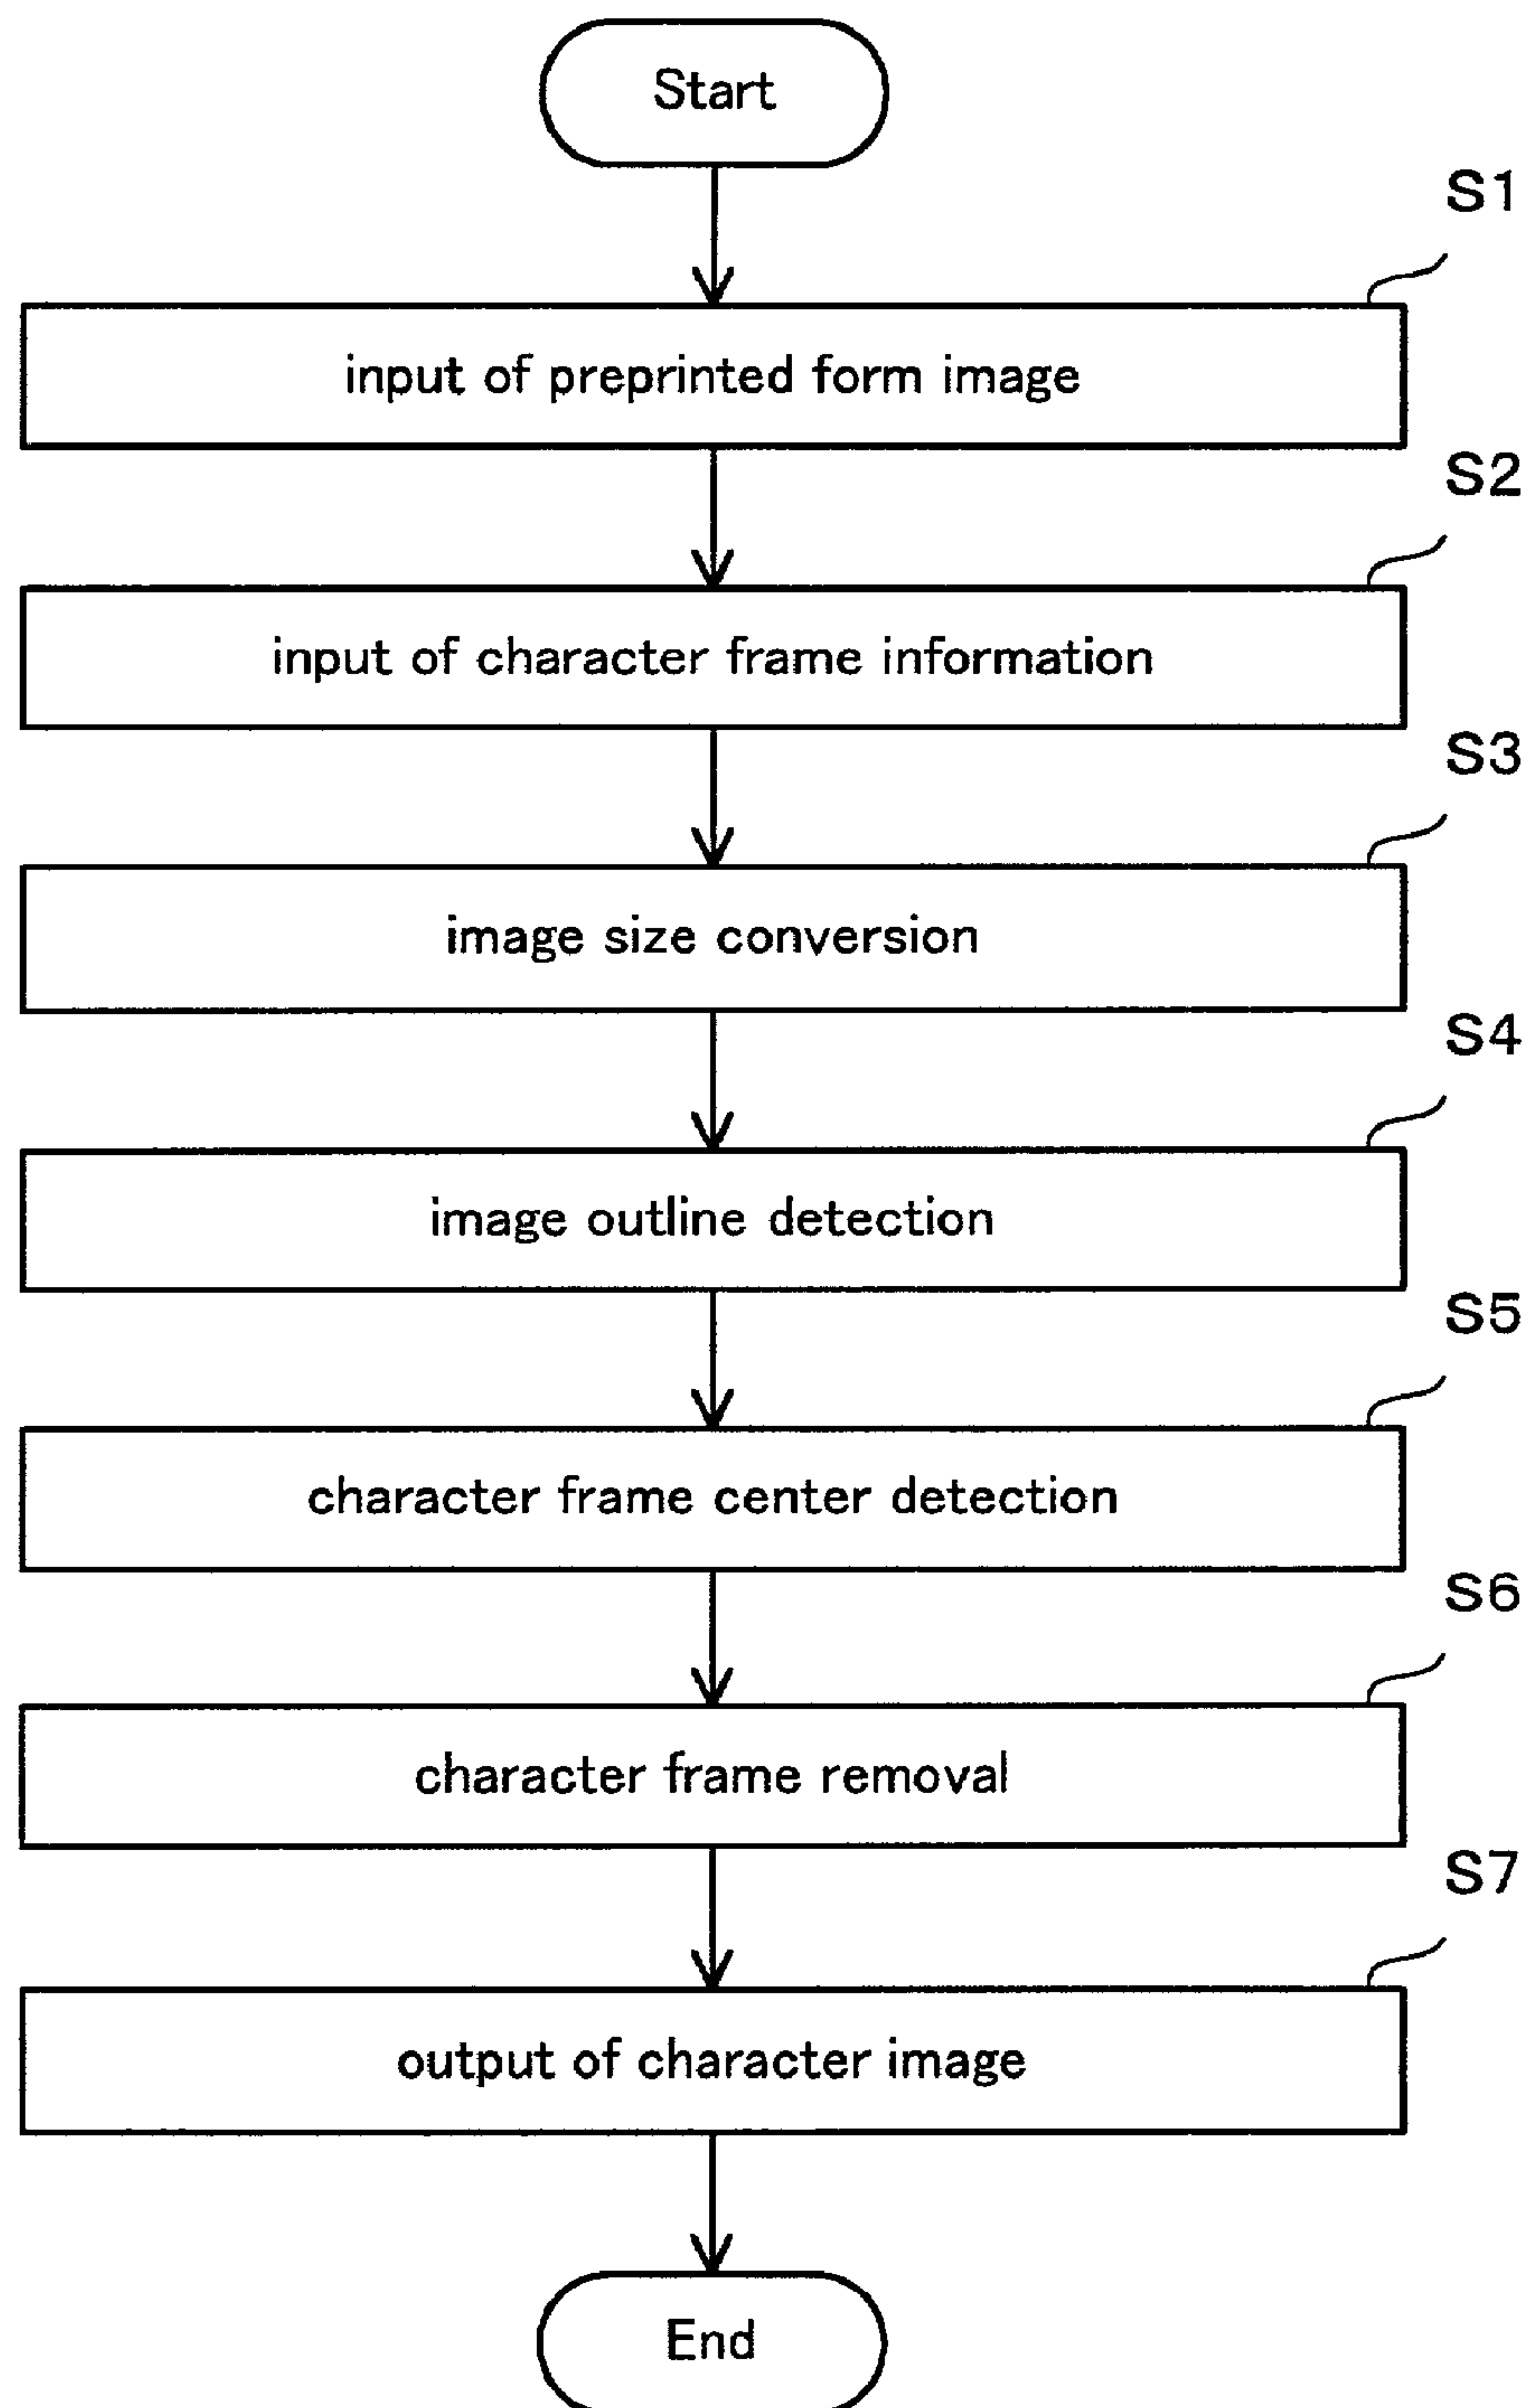 Start
S1
input of preprinted form image
S2
input of character frame information
S3
image size conversion
S4
image outline detection
S5
character frame center detection
S6
character frame removal
S7
output of character image
End